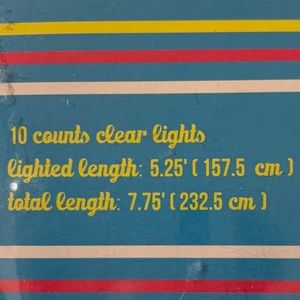 10 counts clear lights
lighted length: 5.25' ( 157.5 cm )
total length: 7.75' ( 232.5 cm )